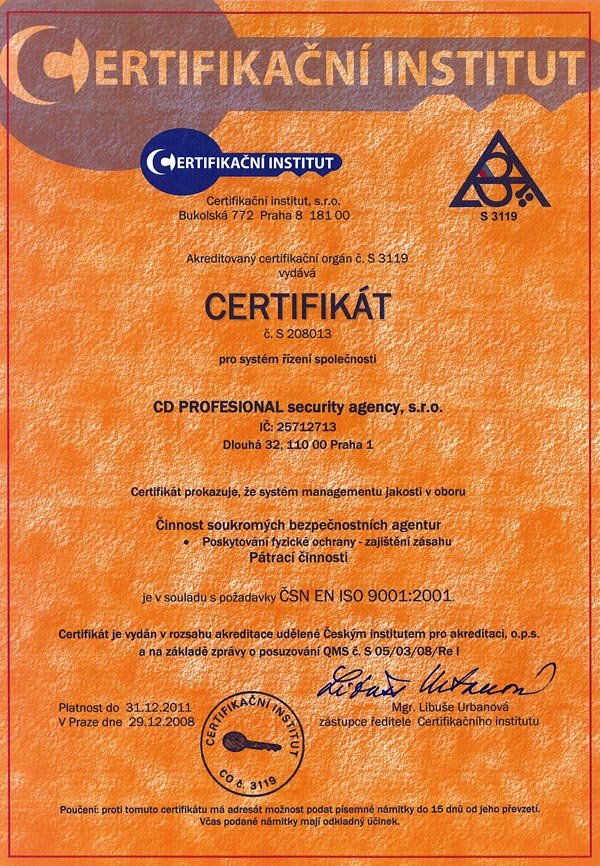 CERTIFIKAČNÍ INSTITUT
CERTIFIKAČNÍ INSTITUT
Certifikační institut, s.r.o.
Bukolská 772 Praha 8 181 00
S 3119
Akreditovaný certifikační orgán č. S 3119
vydává
CERTIFIKÁT
č. S 208013
pro systém řízení společnosti
CD PROFESIONAL security agency, s.r.o.
IČ: 25712713
Dlouhá 32, 110 00 Praha 1
Certifikát prokazuje, že systém managementu jakosti v oboru
Činnost soukromých bezpečnostních agentur
• Poskytování fyzické ochrany - zajištění zásahu
Pátrací činnosti
je v souladu s požadavky ČSN EN ISO 9001:2001.
Certifikát je vydán v rozsahu akreditace udělené Českým institutem pro akreditaci, o.p.s.
a na základě zprávy o posuzování QMS č. S 05/03/08/Re I
Libuše Urbanová
Platnost do 31.12.2011
V Praze dne 29.12.2008
Mgr. Libuše Urbanová
zástupce ředitele Certifikačního institutu
CERTIFIKAČNÍ INSTITUT
CO č. 3119
Poučení: proti tomuto certifikátu má adresát možnost podat písemné námitky do 15 dnů od jeho převzetí.
Včas podané námitky mají odkladný účinek.